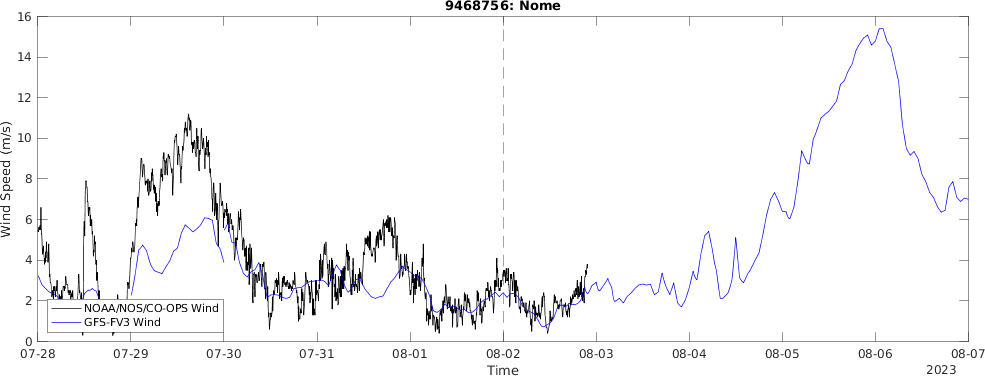 9468756: Nome
Wind Speed (m/s)
16
14
12
10
8
6
4
2
0
NOAA/NOS/CO-OPS Wind
GFS-FV3 Wind
07-28 07-29 07-30 07-31 08-01 08-02 08-03 08-04 08-05 08-06 08-07
Time
2023